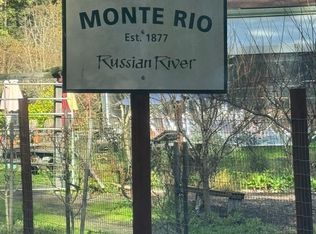 MONTE RIO
Est. 1877
Russian River